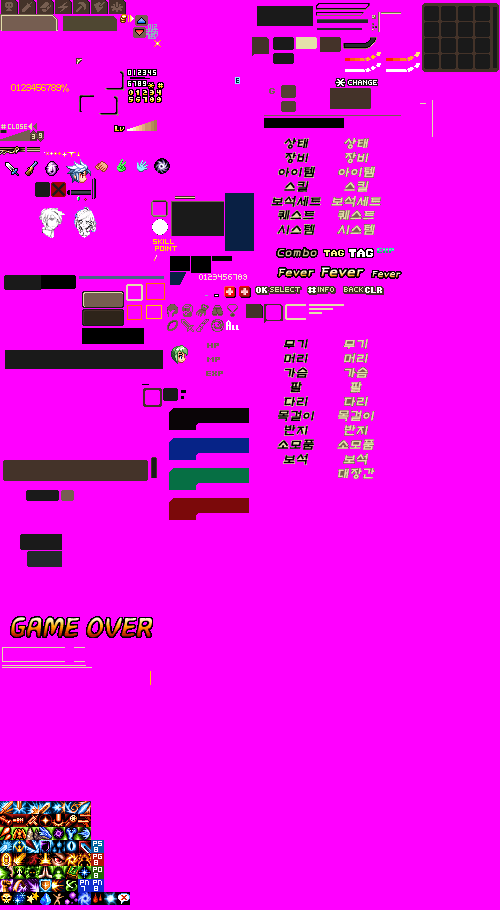 012345
6789✱#
01234
56789
0123456789%
✱CHANGE
#CLOSE
LV
상태 상태
장비 장비
아이템 아이템
스킬 스킬
보석세트 보석세트
퀘스트 퀘스트
시스템 시스템
SKILL
POINT
Combo TAG TAG EXP
Fever Fever Fever
0123456789
OK SELECT #INFO BACK CLR
ALL
무기 무기
머리 머리
가슴 가슴
팔 팔
다리 다리
목걸이 목걸이
반지 반지
소모품 소모품
보석 보석
대장간
GAME OVER